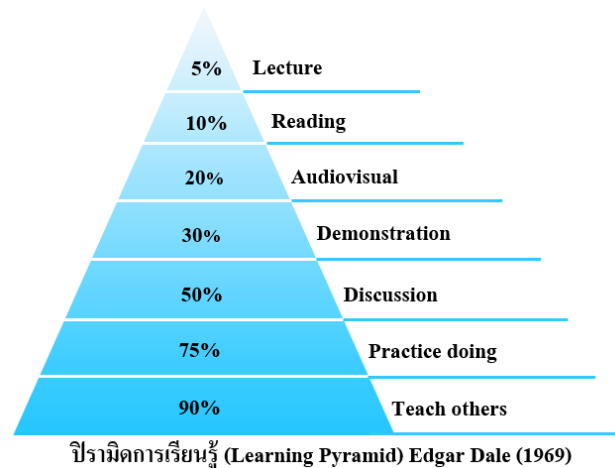 5% Lecture
10% Reading
20% Audiovisual
30% Demonstration
50% Discussion
75% Practice doing
90% Teach others
ปิรามิดการเรียนรู้ (Learning Pyramid) Edgar Dale (1969)